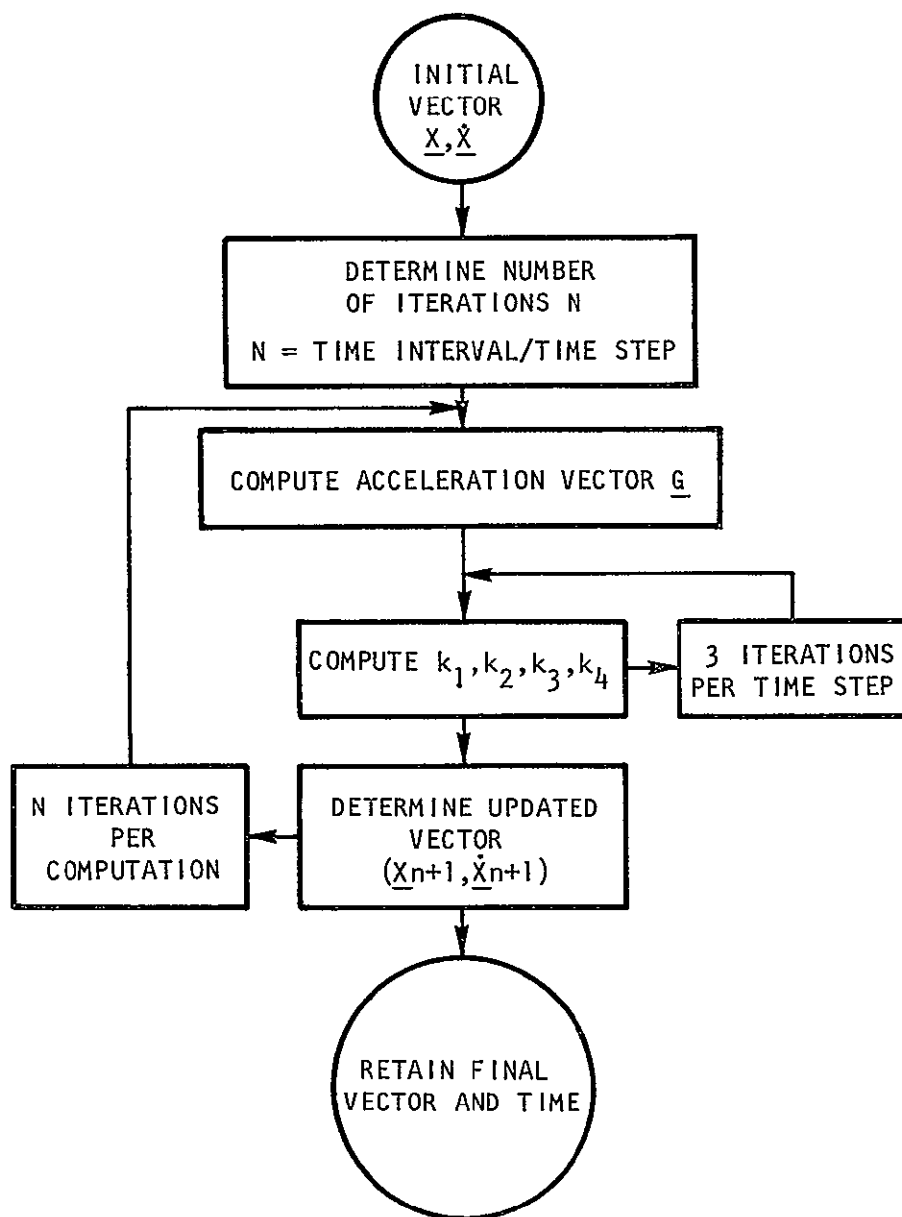 INITIAL
VECTOR
X,Ẋ
DETERMINE NUMBER
OF ITERATIONS N
N = TIME INTERVAL/TIME STEP
COMPUTE ACCELERATION VECTOR G
COMPUTE k1,k2,k3,k4
3 ITERATIONS
PER TIME STEP
N ITERATIONS
PER
COMPUTATION
DETERMINE UPDATED
VECTOR
(Xn+1,Ẋn+1)
RETAIN FINAL
VECTOR AND TIME